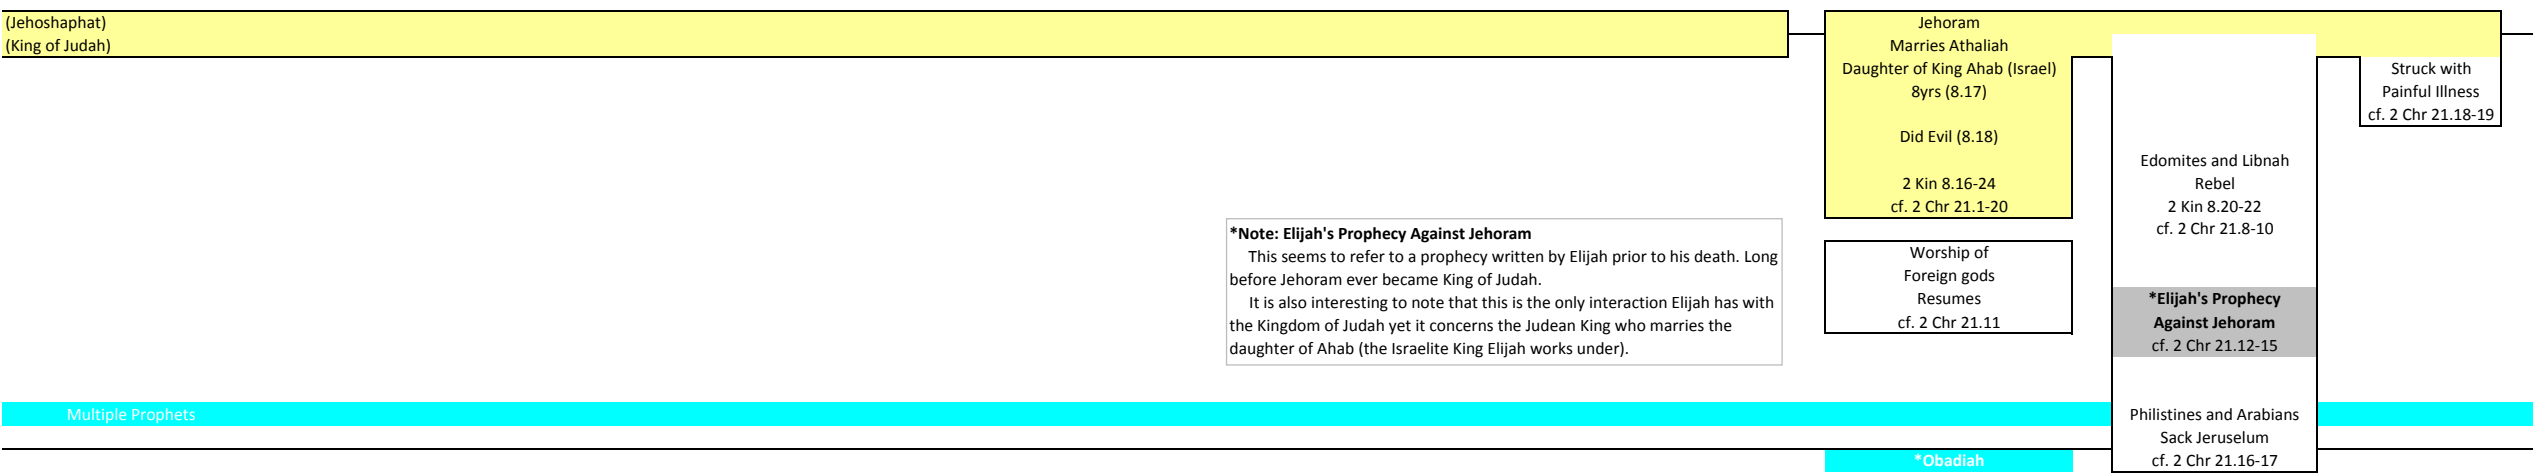 (Jehoshaphat)
(King of Judah)
Jehoram
Marries Athaliah
Daughter of King Ahab (Israel)
8yrs (8.17)
Did Evil (8.18)
2 Kin 8.16-24
cf. 2 Chr 21.1-20
Struck with
Painful Illness
cf. 2 Chr 21.18-19
Edomites and Libnah
Rebel
2 Kin 8.20-22
cf. 2 Chr 21.8-10
*Note: Elijah's Prophecy Against Jehoram
This seems to refer to a prophecy written by Elijah prior to his death. Long
before Jehoram ever became King of Judah.
It is also interesting to note that this is the only interaction Elijah has with
the Kingdom of Judah yet it concerns the Judean King who marries the
daughter of Ahab (the Israelite King Elijah works under).
Worship of
Foreign gods
Resumes
cf. 2 Chr 21.11
*Elijah's Prophecy
Against Jehoram
cf. 2 Chr 21.12-15
Multiple Prophets
Philistines and Arabians
Sack Jeruselum
cf. 2 Chr 21.16-17
*Obadiah